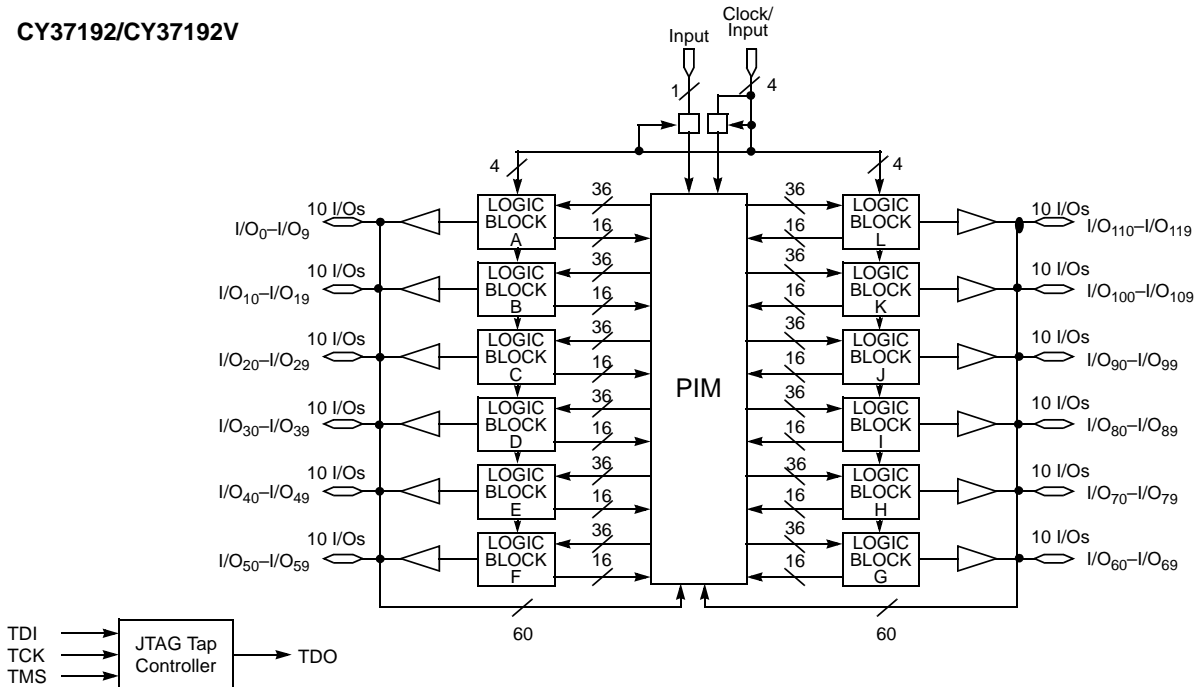 CY37192/CY37192V
Clock/
Input
Input
1
4
4
4
10 I/Os
I/O0–I/O9
LOGIC
BLOCK
A
36
16
PIM
36
16
LOGIC
BLOCK
L
10 I/Os
I/O110–I/O119
10 I/Os
I/O10–I/O19
LOGIC
BLOCK
B
36
16
36
16
LOGIC
BLOCK
K
10 I/Os
I/O100–I/O109
10 I/Os
I/O20–I/O29
LOGIC
BLOCK
C
36
16
36
16
LOGIC
BLOCK
J
10 I/Os
I/O90–I/O99
10 I/Os
I/O30–I/O39
LOGIC
BLOCK
D
36
16
36
16
LOGIC
BLOCK
I
10 I/Os
I/O80–I/O89
10 I/Os
I/O40–I/O49
LOGIC
BLOCK
E
36
16
36
16
LOGIC
BLOCK
H
10 I/Os
I/O70–I/O79
10 I/Os
I/O50–I/O59
LOGIC
BLOCK
F
36
16
36
16
LOGIC
BLOCK
G
10 I/Os
I/O60–I/O69
60
60
TDI
TCK
TMS
JTAG Tap
Controller
TDO